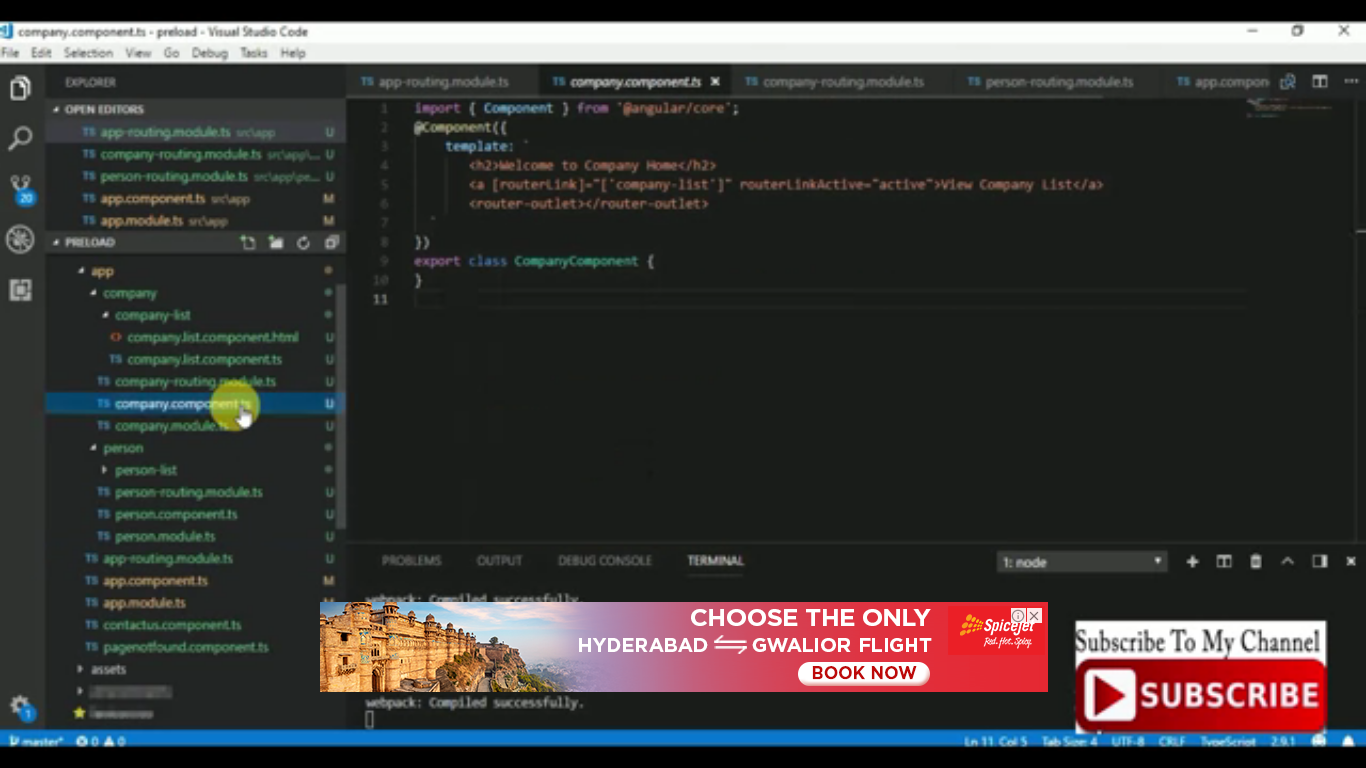 company.component.ts - preload - Visual Studio Code
File Edit Selection View Go Debug Tasks Help
EXPLORER
OPEN EDITORS
TS app-routing.module.ts src\app U
TS company-routing.module.ts src\app\... U
TS person-routing.module.ts src\app\pe... U
TS app.component.ts src\app M
TS app.module.ts src\app M
20
PRELOAD
app
company
company-list
<> company.list.component.html U
TS company.list.component.ts U
TS company-routing.module.ts U
TS company.component.ts U
TS company.module.ts U
person
person-list
TS person-routing.module.ts U
TS person.component.ts U
TS person.module.ts U
TS app-routing.module.ts U
TS app.component.ts M
TS app.module.ts M
TS contactus.component.ts U
TS pagenotfound.component.ts U
assets
1
TS app-routing.module.ts TS company.component.ts TS company-routing.module.ts TS person-routing.module.ts TS app.compon
1 import { Component } from '@angular/core';
2 @Component({
3 template: `
4 <h2>Welcome to Company Home</h2>
5 <a [routerLink]="['company-list']" routerLinkActive="active">View Company List</a>
6 <router-outlet></router-outlet>
7 `
8 })
9 export class CompanyComponent {
10 }
11
PROBLEMS OUTPUT DEBUG CONSOLE TERMINAL 1: node
webpack: Compiled successfully.
CHOOSE THE ONLY
HYDERABAD GWALIOR FLIGHT
BOOK NOW
SpiceJet
Red. Hot. Spicy.
webpack: Compiled successfully.
Subscribe To My Channel
SUBSCRIBE
master* 0 0 Ln 11, Col 5 Tab Size: 4 UTF-8 CRLF TypeScript 2.9.1